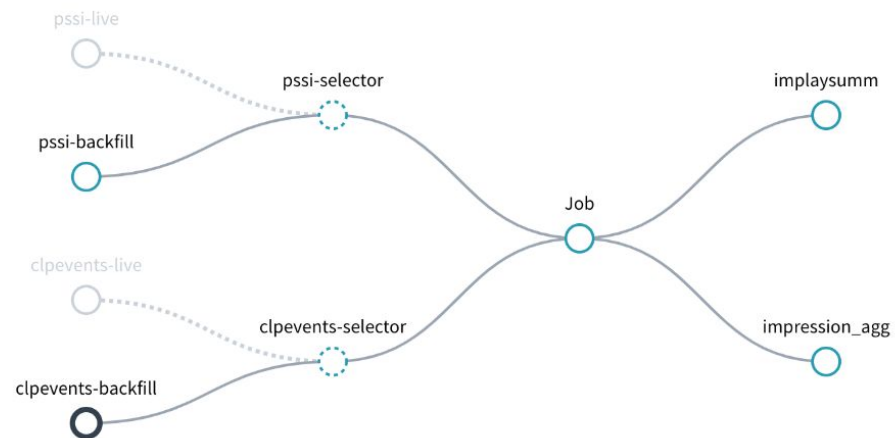 pssi-live
pssi-selector
implaysumm
pssi-backfill
Job
clpevents-live
clpevents-selector
impression_agg
clpevents-backfill